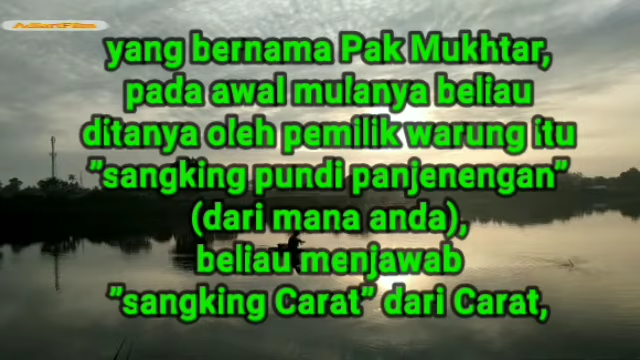 yang bernama Pak Mukhtar,
pada awal mulanya beliau
ditanya oleh pemilik warung itu
"sangking pundi panjenengan"
(dari mana anda),
beliau menjawab
"sangking Carat" dari Carat,